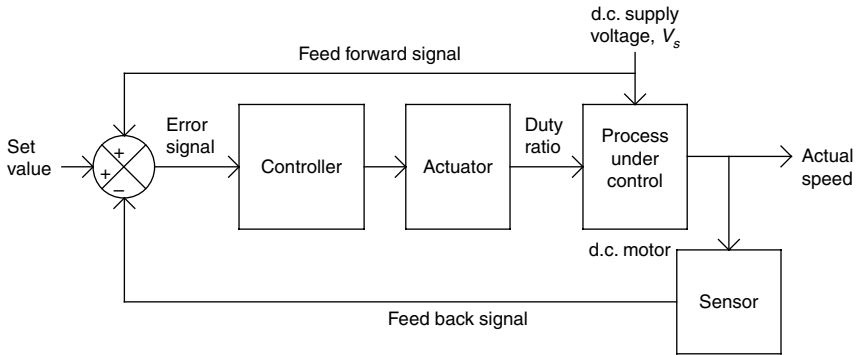 d.c. supply
voltage, Vs
Feed forward signal
Set
value
+
+
−
Error
signal
Controller
Actuator
Duty
ratio
Process
under
control
Actual
speed
d.c. motor
Sensor
Feed back signal